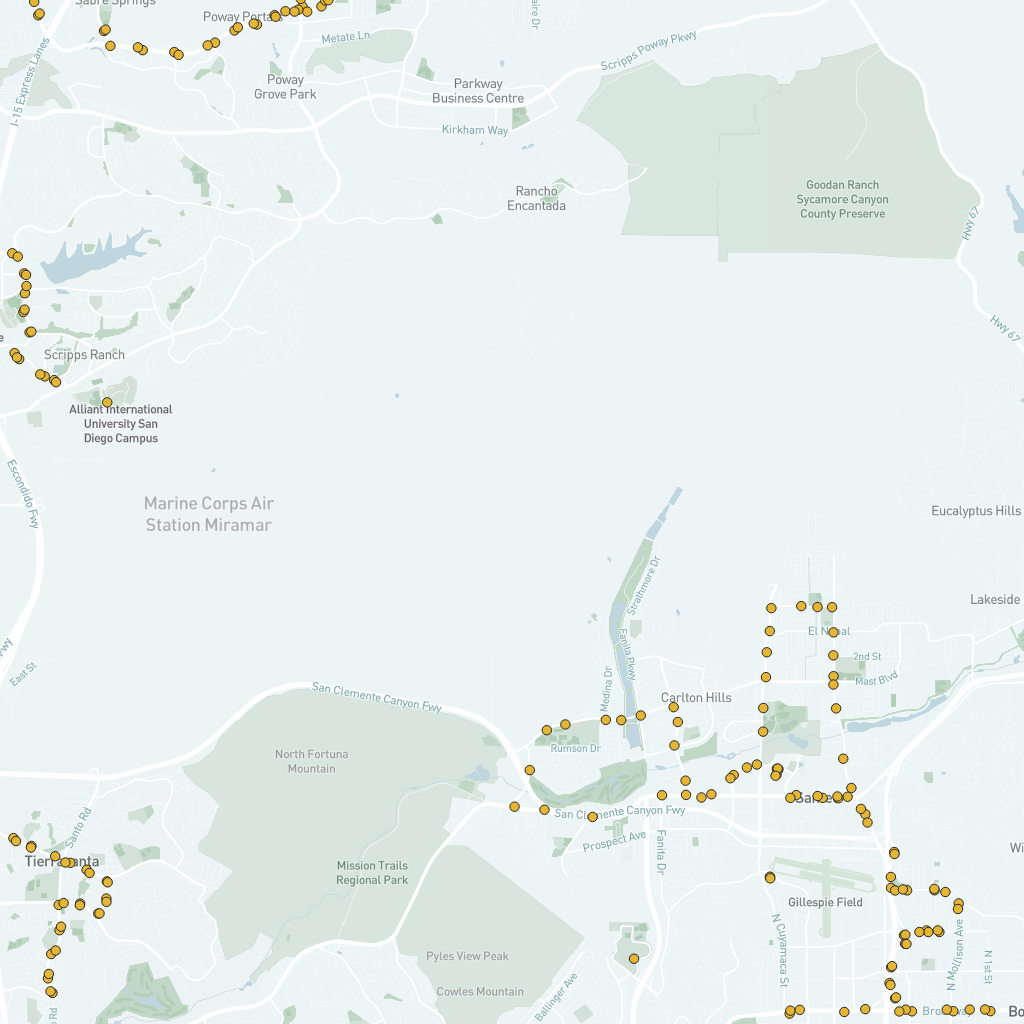 Sabre Springs
Poway Portals
Metate Ln
Scripps Poway Pkwy
I-15 Express Lanes
Poway
Grove Park
Parkway
Business Centre
Kirkham Way
Rancho
Encantada
Goodan Ranch
Sycamore Canyon
County Preserve
Hwy 67
Hwy 67
Scripps Ranch
Alliant International
University San
Diego Campus
Escondido Fwy
Marine Corps Air
Station Miramar
Eucalyptus Hills
Strathmore Dr
Lakeside
El Nopal
2nd St
Mast Blvd
East St
Fanita Pkwy
Medina Dr
Carlton Hills
San Clemente Canyon Fwy
Rumson Dr
North Fortuna
Mountain
Santee
San Clemente Canyon Fwy
Santo Rd
Prospect Ave
Fanita Dr
Tierrasanta
Mission Trails
Regional Park
Gillespie Field
N Cuyamaca St
N Mollison Ave
N 1st St
Pyles View Peak
Cowles Mountain
Ballinger Ave
Broadway